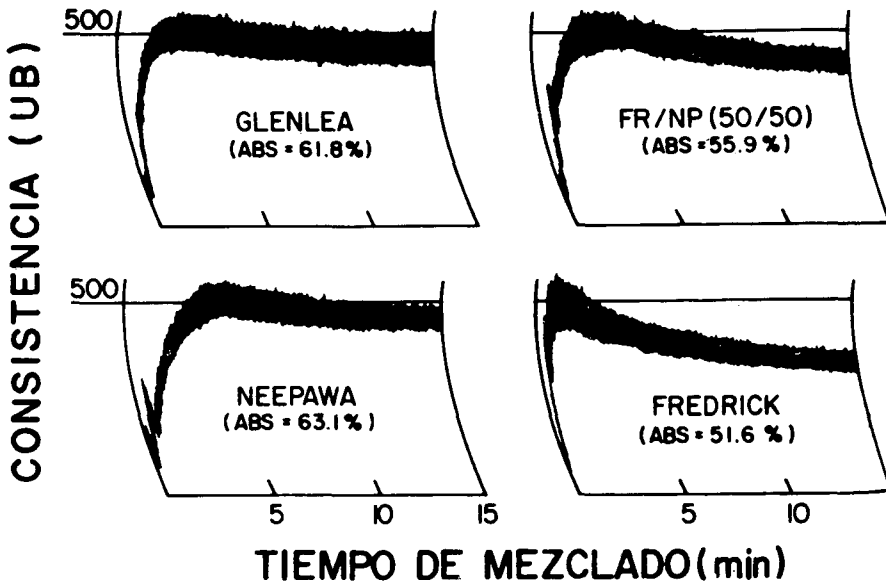 CONSISTENCIA (UB)
500
GLENLEA
(ABS = 61.8%)
FR/NP (50/50)
(ABS = 55.9%)
500
NEEPAWA
(ABS = 63.1%)
FREDRICK
(ABS = 51.6 %)
5 10 15 5 10
TIEMPO DE MEZCLADO (min)